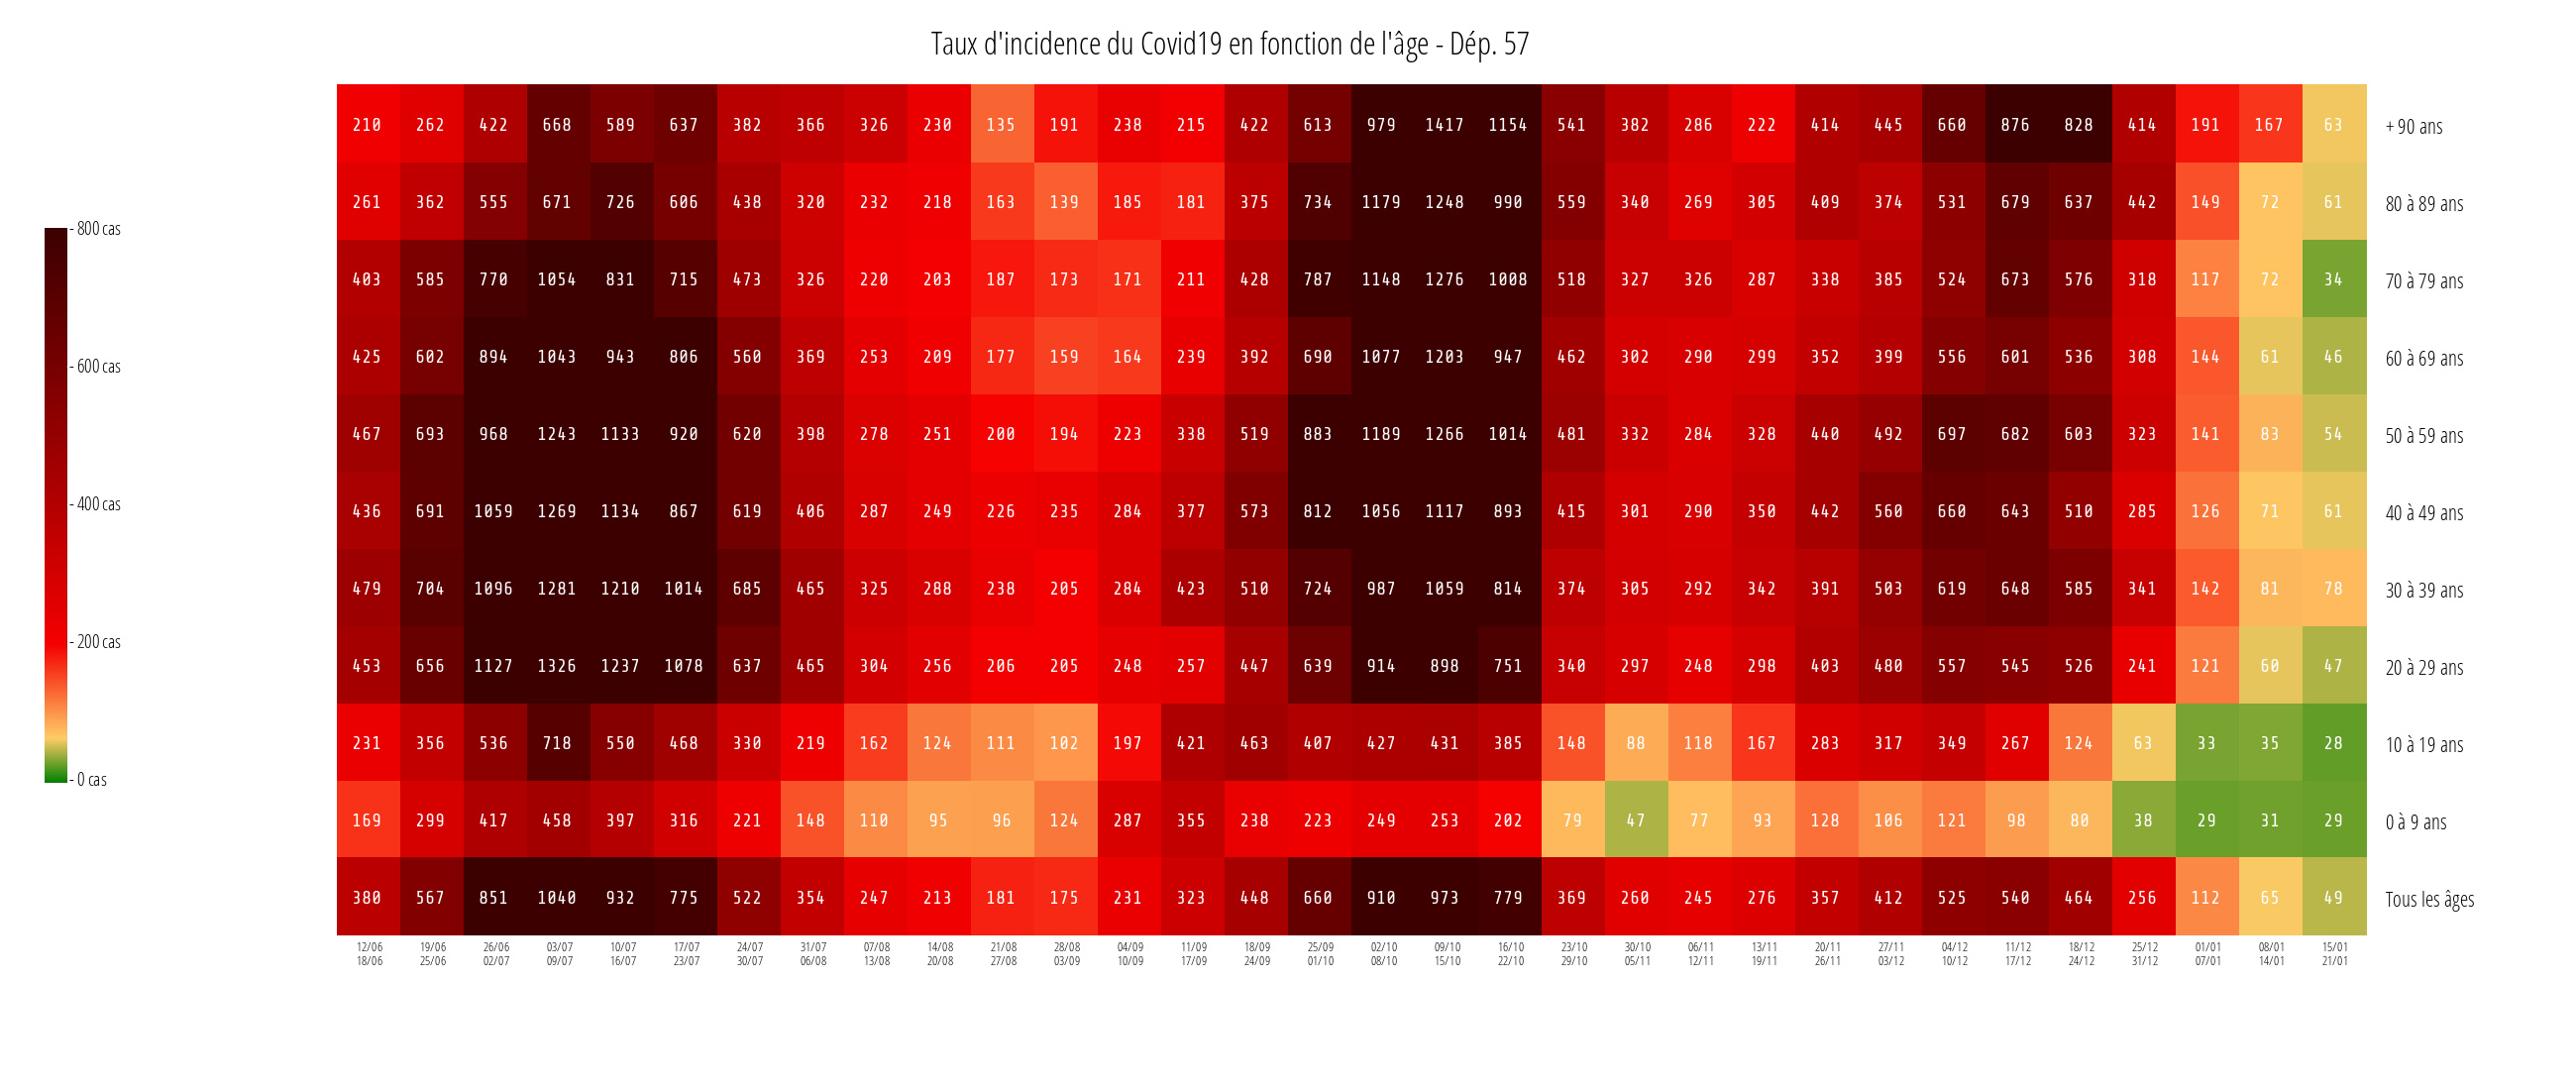 Taux d'incidence du Covid19 en fonction de l'âge - Dép. 57
210 262 422 668 589 637 382 366 326 230 135 191 238 215 422 613 979 1417 1154 541 382 286 222 414 445 660 876 828 414 191 167 63 + 90 ans
261 362 555 671 726 606 438 320 232 218 163 139 185 181 375 734 1179 1248 990 559 340 269 305 409 374 531 679 637 442 149 72 61 80 à 89 ans
403 585 770 1054 831 715 473 326 220 203 187 173 171 211 428 787 1148 1276 1008 518 327 326 287 338 385 524 673 576 318 117 72 34 70 à 79 ans
425 602 894 1043 943 806 560 369 253 209 177 159 164 239 392 690 1077 1203 947 462 302 290 299 352 399 556 601 536 308 144 61 46 60 à 69 ans
467 693 968 1243 1133 920 620 398 278 251 200 194 223 338 519 883 1189 1266 1014 481 332 284 328 440 492 697 682 603 323 141 83 54 50 à 59 ans
436 691 1059 1269 1134 867 619 406 287 249 226 235 284 377 573 812 1056 1117 893 415 301 290 350 442 560 660 643 510 285 126 71 61 40 à 49 ans
479 704 1096 1281 1210 1014 685 465 325 288 238 205 284 423 510 724 987 1059 814 374 305 292 342 391 503 619 648 585 341 142 81 78 30 à 39 ans
453 656 1127 1326 1237 1078 637 465 304 256 206 205 248 257 447 639 914 898 751 340 297 248 298 403 480 557 545 526 241 121 60 47 20 à 29 ans
231 356 536 718 550 468 330 219 162 124 111 102 197 421 463 407 427 431 385 148 88 118 167 283 317 349 267 124 63 33 35 28 10 à 19 ans
169 299 417 458 397 316 221 148 110 95 96 124 287 355 238 223 249 253 202 79 47 77 93 128 106 121 98 80 38 29 31 29 0 à 9 ans
380 567 851 1040 932 775 522 354 247 213 181 175 231 323 448 660 910 973 779 369 260 245 276 357 412 525 540 464 256 112 65 49 Tous les âges
12/06 19/06 26/06 03/07 10/07 17/07 24/07 31/07 07/08 14/08 21/08 28/08 04/09 11/09 18/09 25/09 02/10 09/10 16/10 23/10 30/10 06/11 13/11 20/11 27/11 04/12 11/12 18/12 25/12 01/01 08/01 15/01
18/06 25/06 02/07 09/07 16/07 23/07 30/07 06/08 13/08 20/08 27/08 03/09 10/09 17/09 24/09 01/10 08/10 15/10 22/10 29/10 05/11 12/11 19/11 26/11 03/12 10/12 17/12 24/12 31/12 07/01 14/01 21/01
- 800 cas
- 600 cas
- 400 cas
- 200 cas
- 0 cas